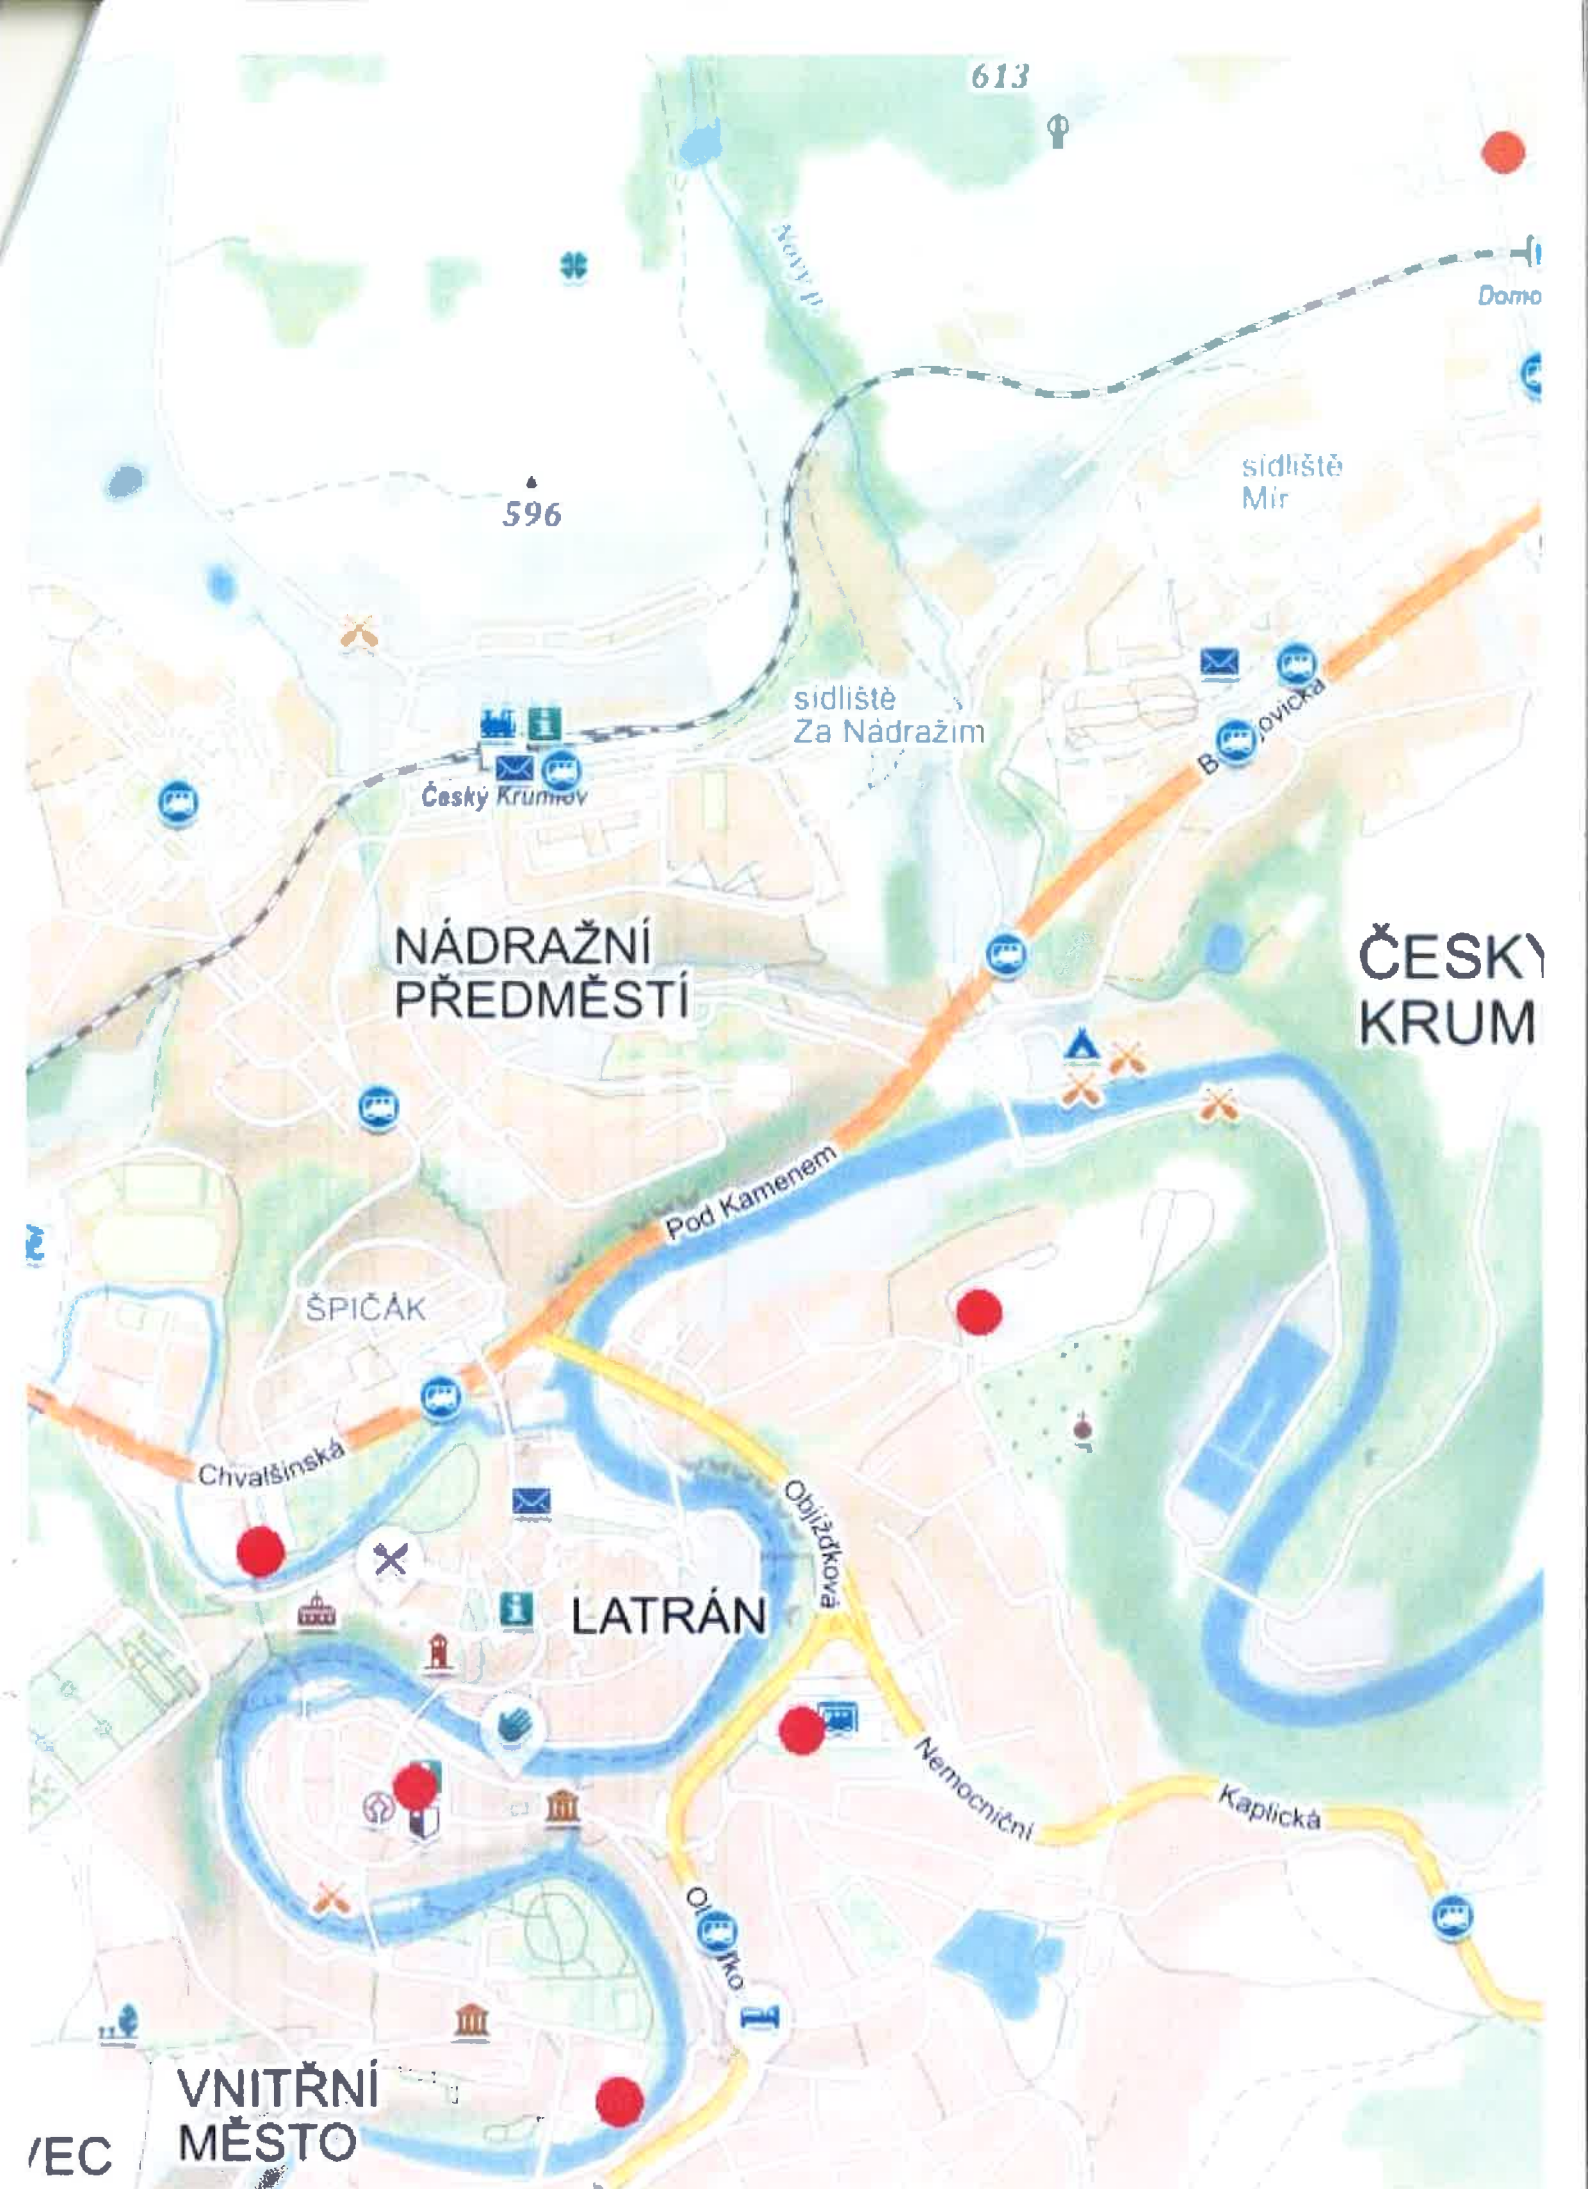 613
Nový p.
Domo
sídliště
Mír
596
sídliště
Za Nádražím
Český Krumlov
NÁDRAŽNÍ
PŘEDMĚSTÍ
ČESKÝ
KRUM
Pod Kamenem
ŠPIČÁK
Chvalšinská
Objížďková
LATRÁN
Nemocniční
Kaplická
VNITŘNÍ
MĚSTO
VEC